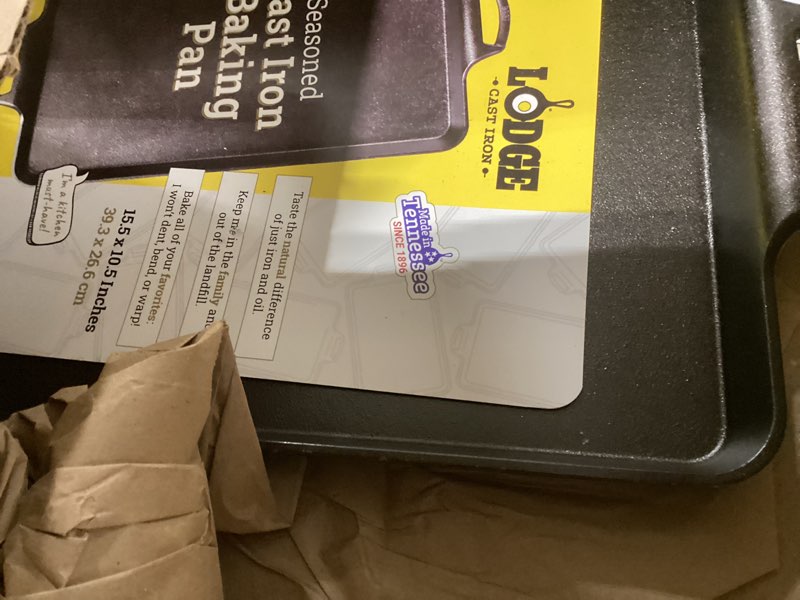 LODGE
CAST IRON
Seasoned
ast Iron
Baking
Pan
Made in
Tennessee
SINCE 1896
Taste the natural difference
of just iron and oil.
Keep me in the family and
out of the landfill.
Bake all of your favorites:
I won't dent, bend, or warp!
15.5 x 10.5 Inches
39.3 x 26.6 cm
I'm a kitchen
must-have!